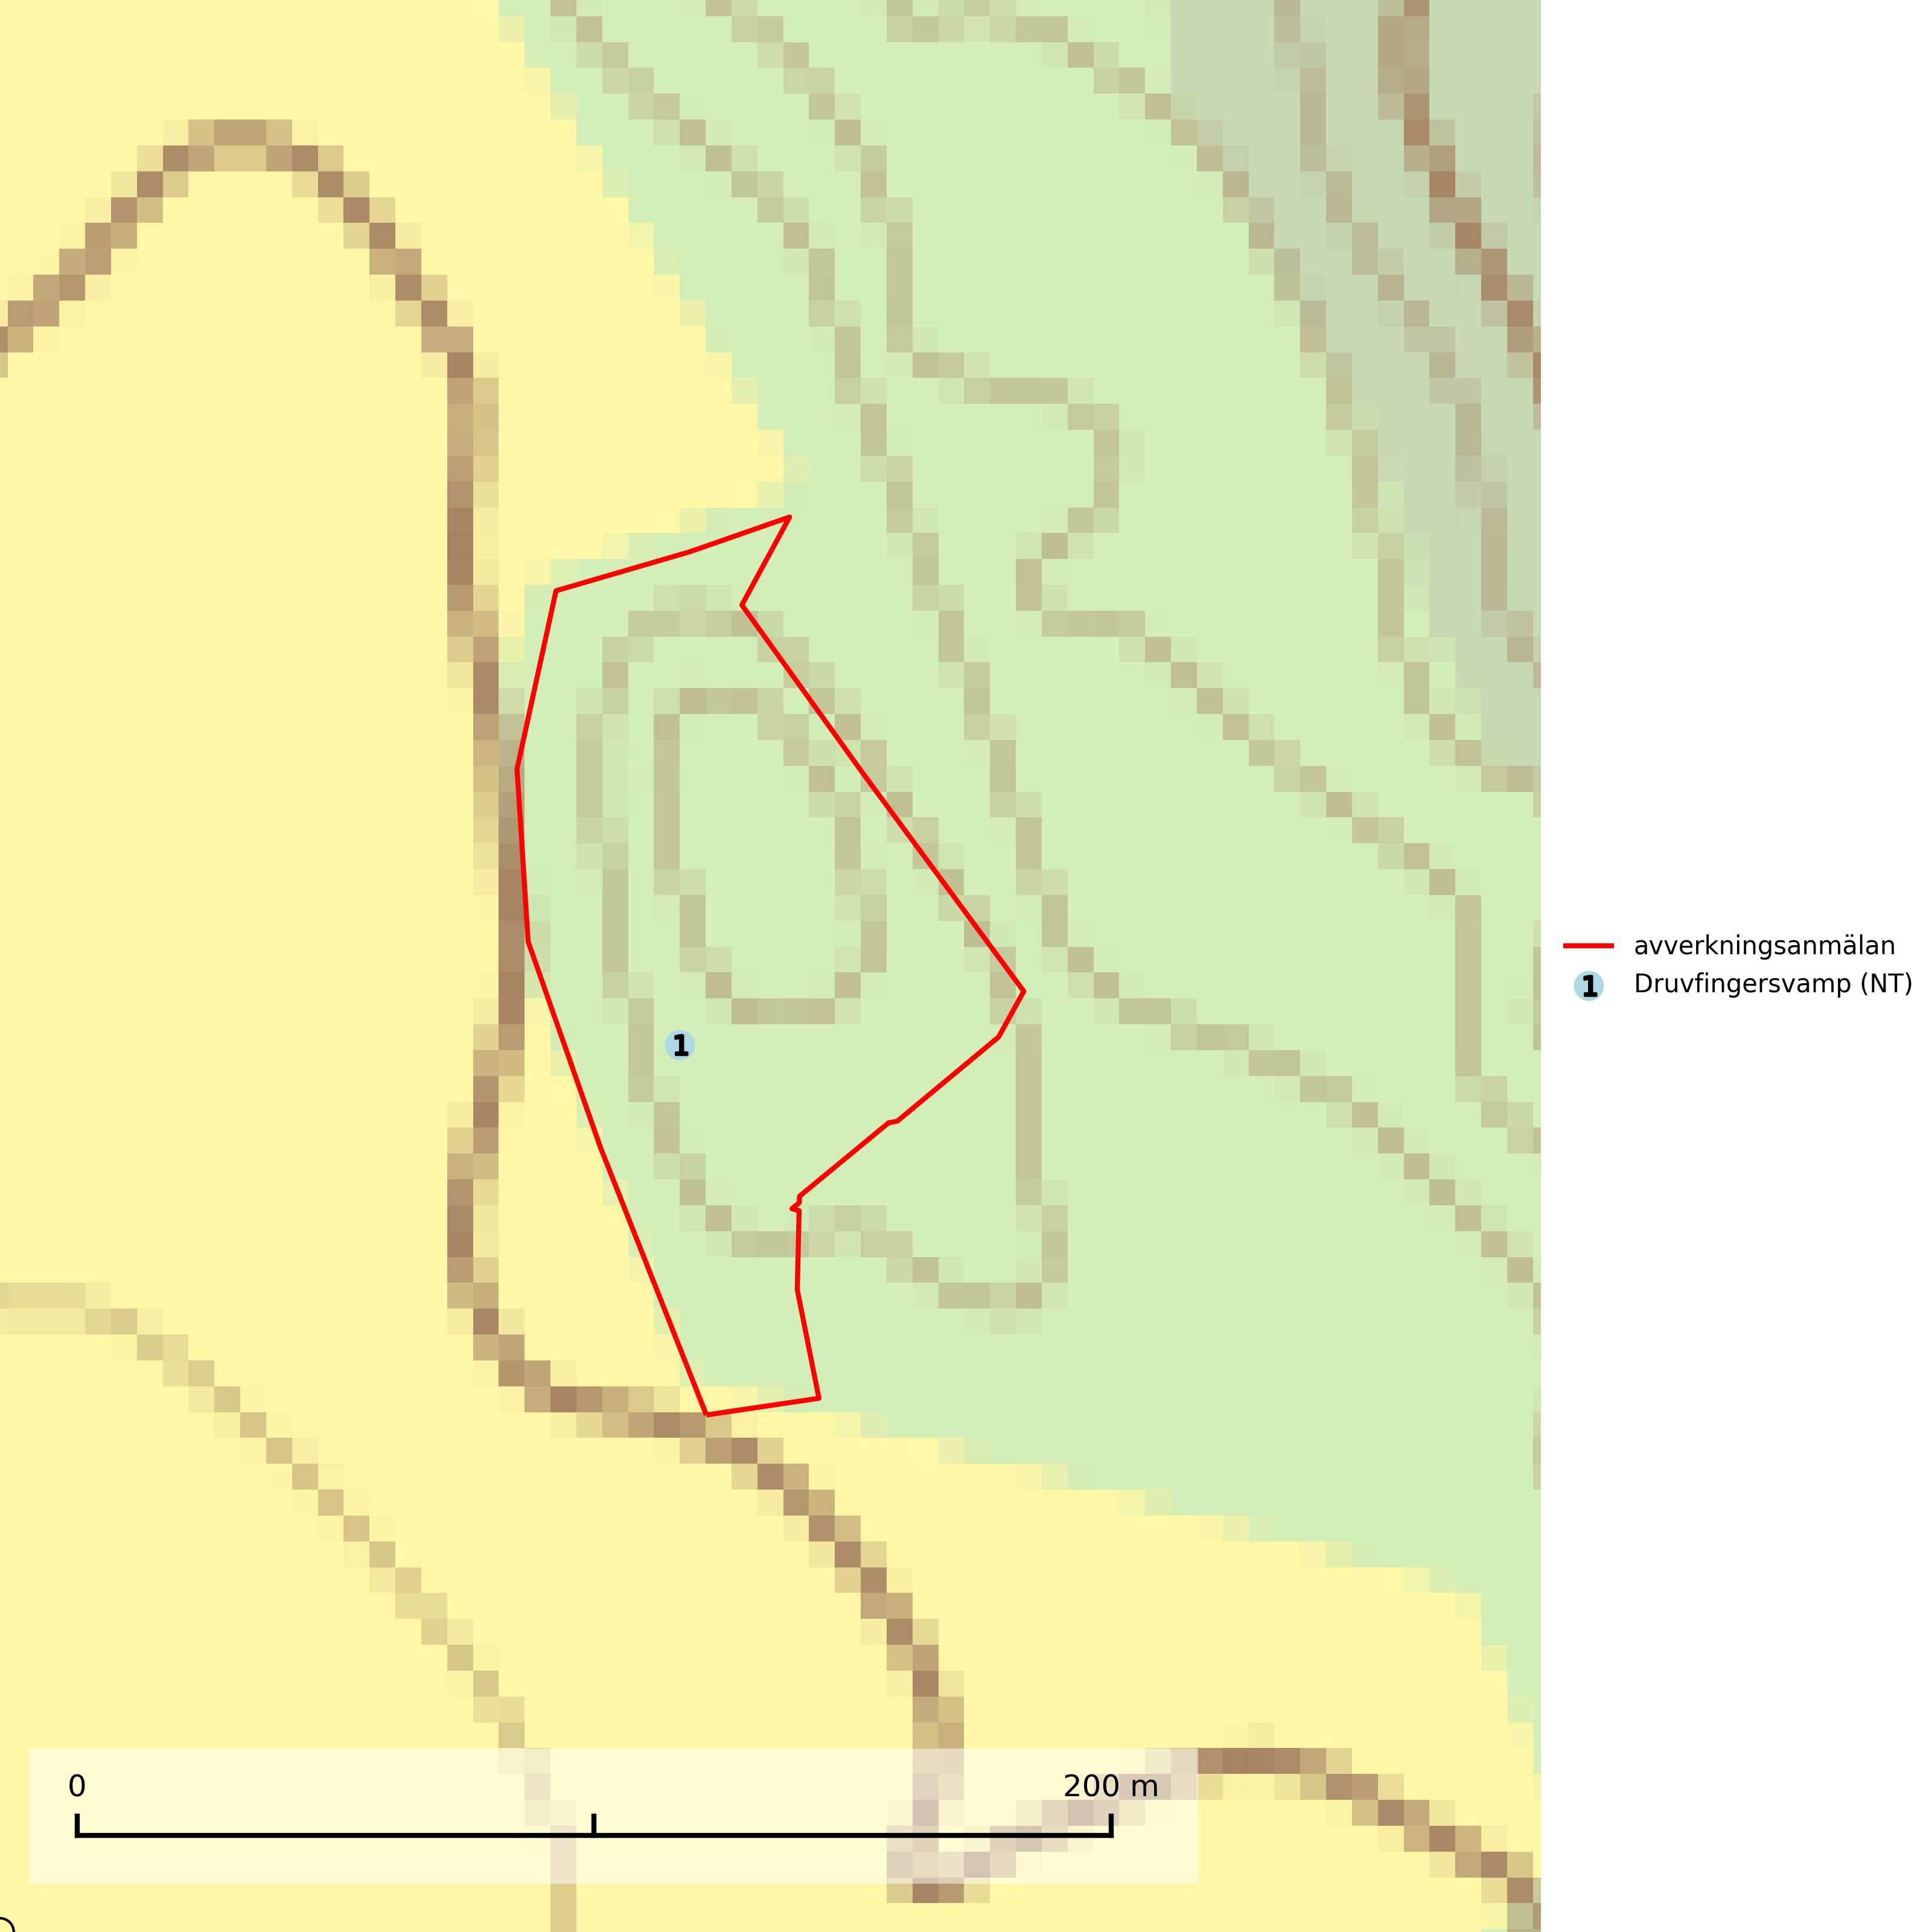 1
avverkningsanmälan
1 Druvfingersvamp (NT)
0 200 m